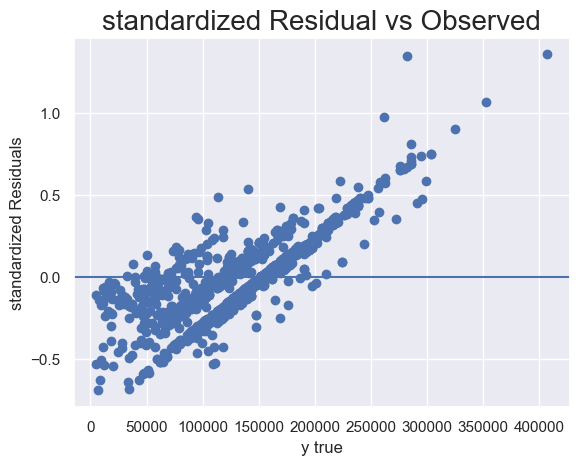 standardized Residual vs Observed
standardized Residuals
1.0
0.5
0.0
−0.5
0 50000 100000 150000 200000 250000 300000 350000 400000
y true